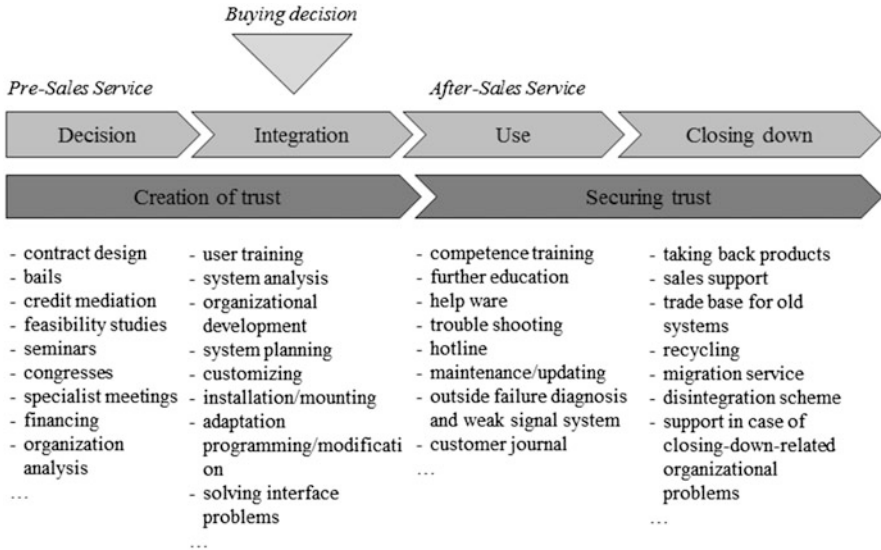 Buying decision
Pre-Sales Service
After-Sales Service
Decision
Integration
Use
Closing down
Creation of trust
Securing trust
- contract design
- bails
- credit mediation
- feasibility studies
- seminars
- congresses
- specialist meetings
- financing
- organization
analysis
...
- user training
- system analysis
- organizational
development
- system planning
- customizing
- installation/mounting
- adaptation
programming/modificati
on
- solving interface
problems
...
- competence training
- further education
- help ware
- trouble shooting
- hotline
- maintenance/updating
- outside failure diagnosis
and weak signal system
- customer journal
...
- taking back products
- sales support
- trade base for old
systems
- recycling
- migration service
- disintegration scheme
- support in case of
closing-down-related
organizational
problems
...